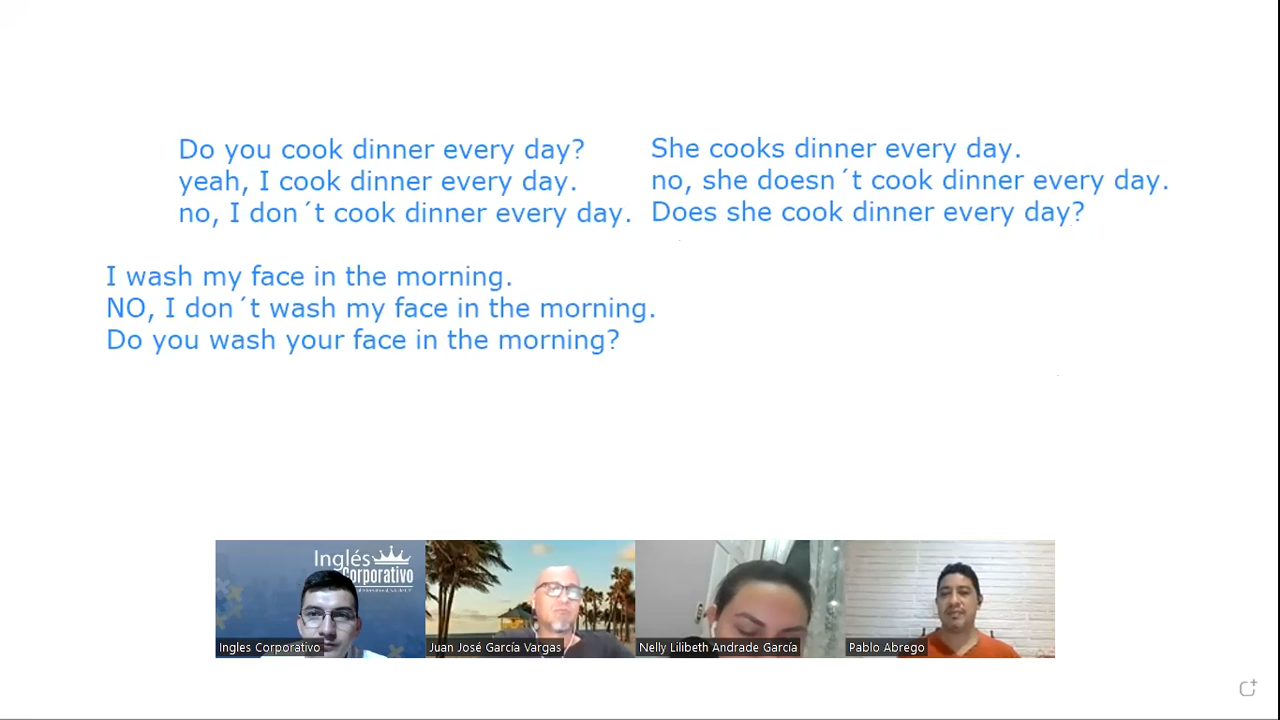 Do you cook dinner every day?
yeah, I cook dinner every day.
no, I don´t cook dinner every day.
She cooks dinner every day.
no, she doesn´t cook dinner every day.
Does she cook dinner every day?
I wash my face in the morning.
NO, I don´t wash my face in the morning.
Do you wash your face in the morning?
Inglés
Corporativo
Ingles Corporativo
Juan José García Vargas
Nelly Lilibeth Andrade García
Pablo Abrego